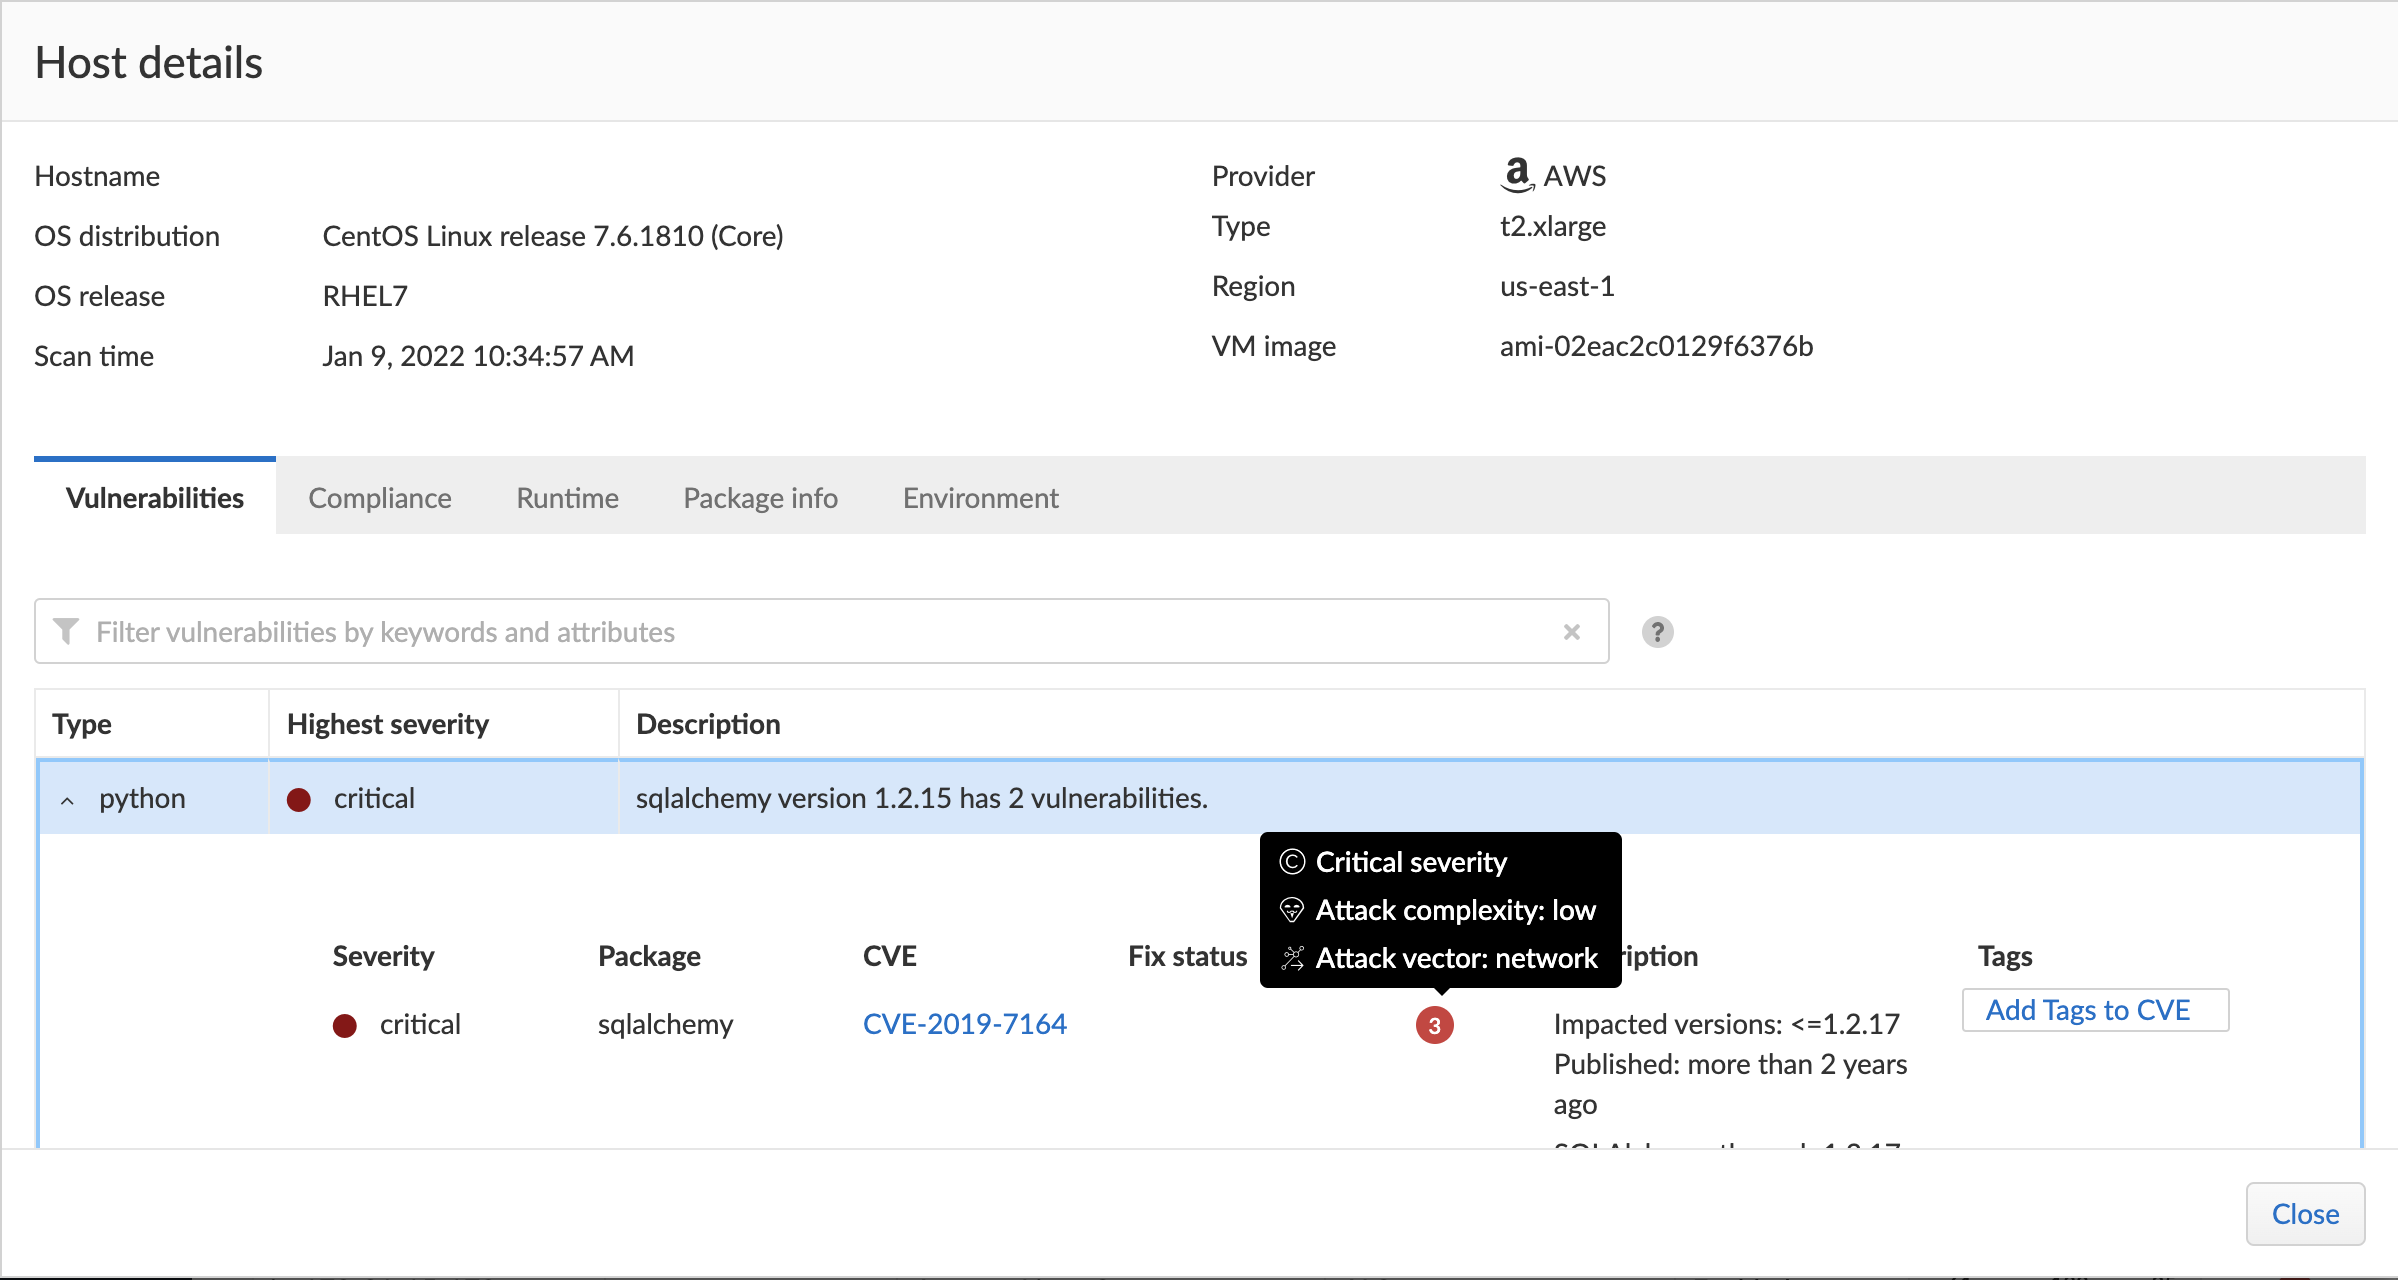 Host details
Hostname
OS distribution CentOS Linux release 7.6.1810 (Core)
OS release RHEL7
Scan time Jan 9, 2022 10:34:57 AM
Provider AWS
Type t2.xlarge
Region us-east-1
VM image ami-02eac2c0129f6376b
Vulnerabilities Compliance Runtime Package info Environment
Filter vulnerabilities by keywords and attributes × ?
Type Highest severity Description
python critical sqlalchemy version 1.2.15 has 2 vulnerabilities.
Critical severity
Attack complexity: low
Attack vector: network
Severity Package CVE Fix status ription Tags
critical sqlalchemy CVE-2019-7164 3 Impacted versions: <=1.2.17 Add Tags to CVE
Published: more than 2 years
ago
Close